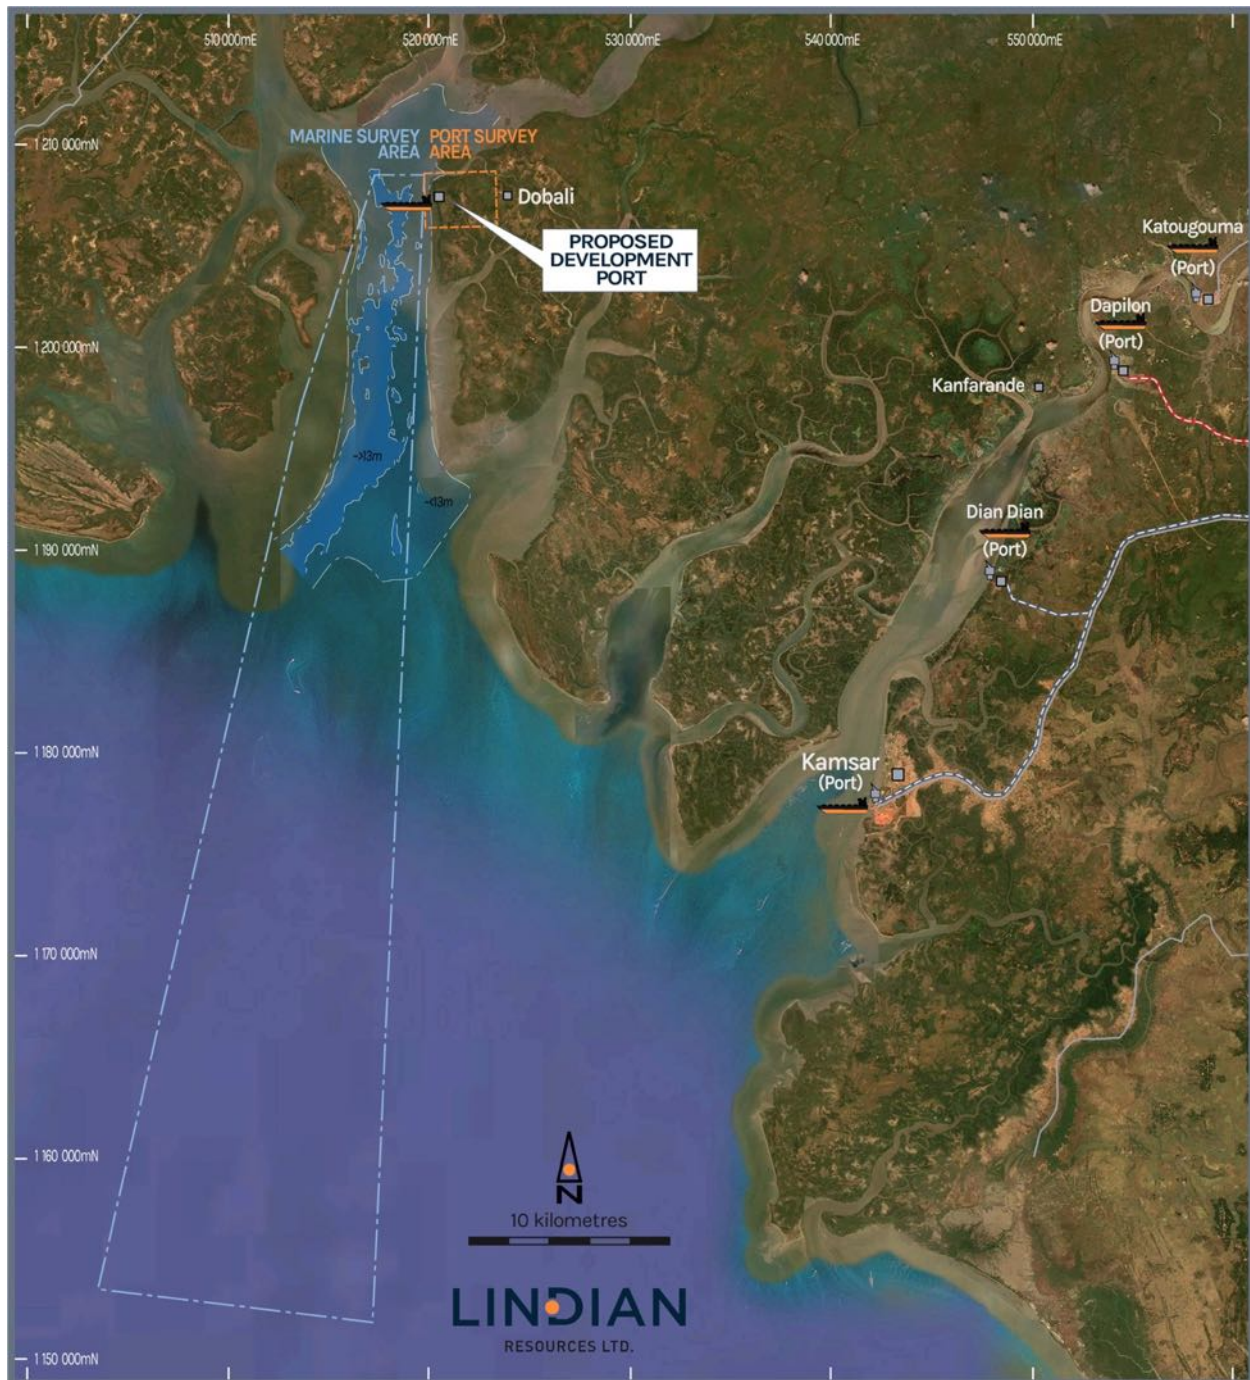 510 000mE
520 000mE
530 000mE
540 000mE
550 000mE
1 210 000mN
MARINE SURVEY
AREA
PORT SURVEY
AREA
Dobali
PROPOSED
DEVELOPMENT
PORT
Katougouma
(Port)
Dapilon
(Port)
1 200 000mN
Kanfarande
~>13m
~<13m
Dian Dian
(Port)
1 190 000mN
1 180 000mN
Kamsar
(Port)
1 170 000mN
1 160 000mN
N
10 kilometres
LINDIAN
RESOURCES LTD.
1 150 000mN